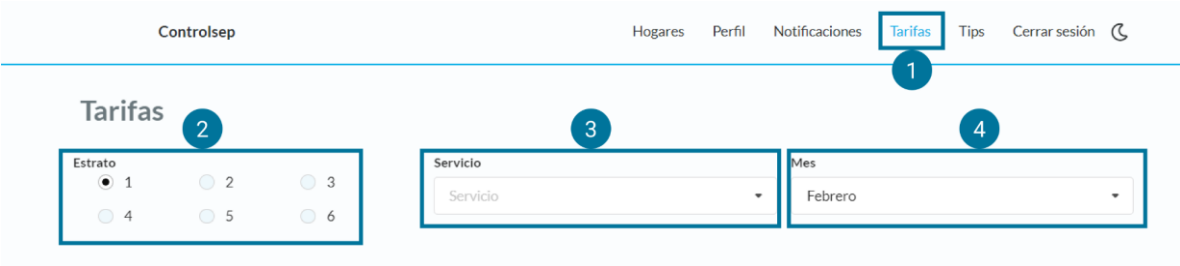 Controlsep Hogares Perfil Notificaciones Tarifas Tips Cerrar sesión
1
Tarifas
2 3 4
Estrato Servicio Mes
1 2 3 Servicio Febrero
4 5 6